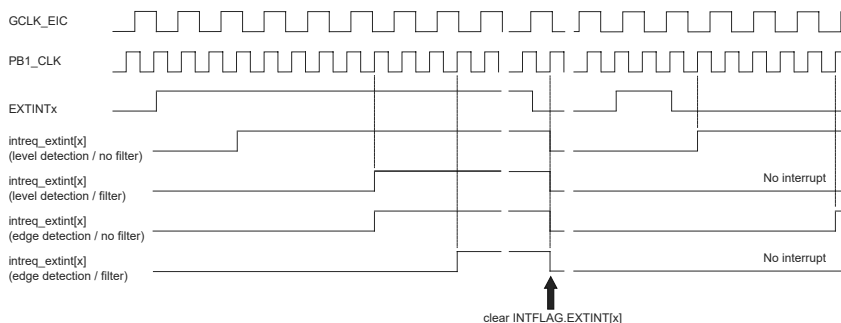 GCLK_EIC
PB1_CLK
EXTINTx
intreq_extint[x]
(level detection / no filter)
intreq_extint[x]
(level detection / filter)
No interrupt
intreq_extint[x]
(edge detection / no filter)
intreq_extint[x]
(edge detection / filter)
No interrupt
clear INTFLAG.EXTINT[x]